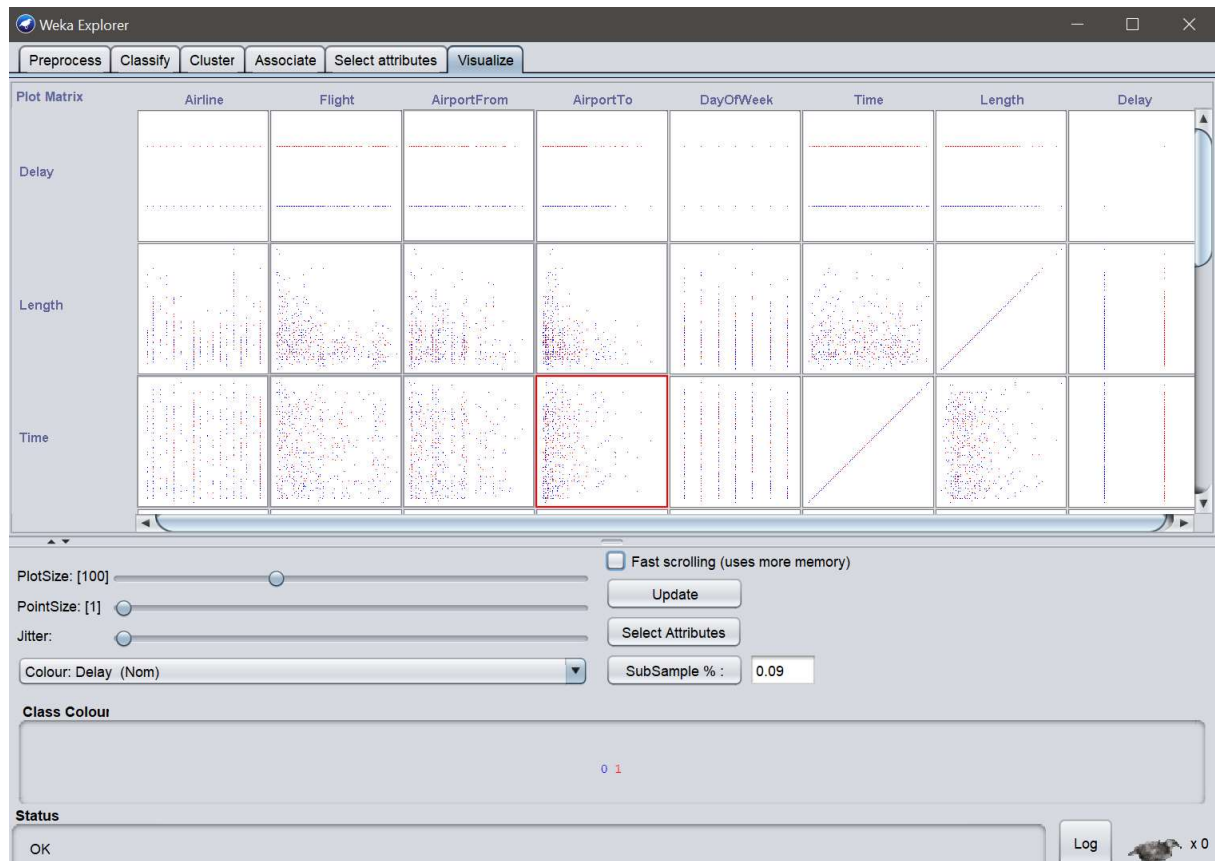 Weka Explorer
Preprocess Classify Cluster Associate Select attributes Visualize
Plot Matrix Airline Flight AirportFrom AirportTo DayOfWeek Time Length Delay
Delay
Length
Time
PlotSize: [100]
PointSize: [1]
Jitter:
Colour: Delay (Nom)
Fast scrolling (uses more memory)
Update
Select Attributes
SubSample % : 0.09
Class Colour
0 1
Status
OK
Log x 0